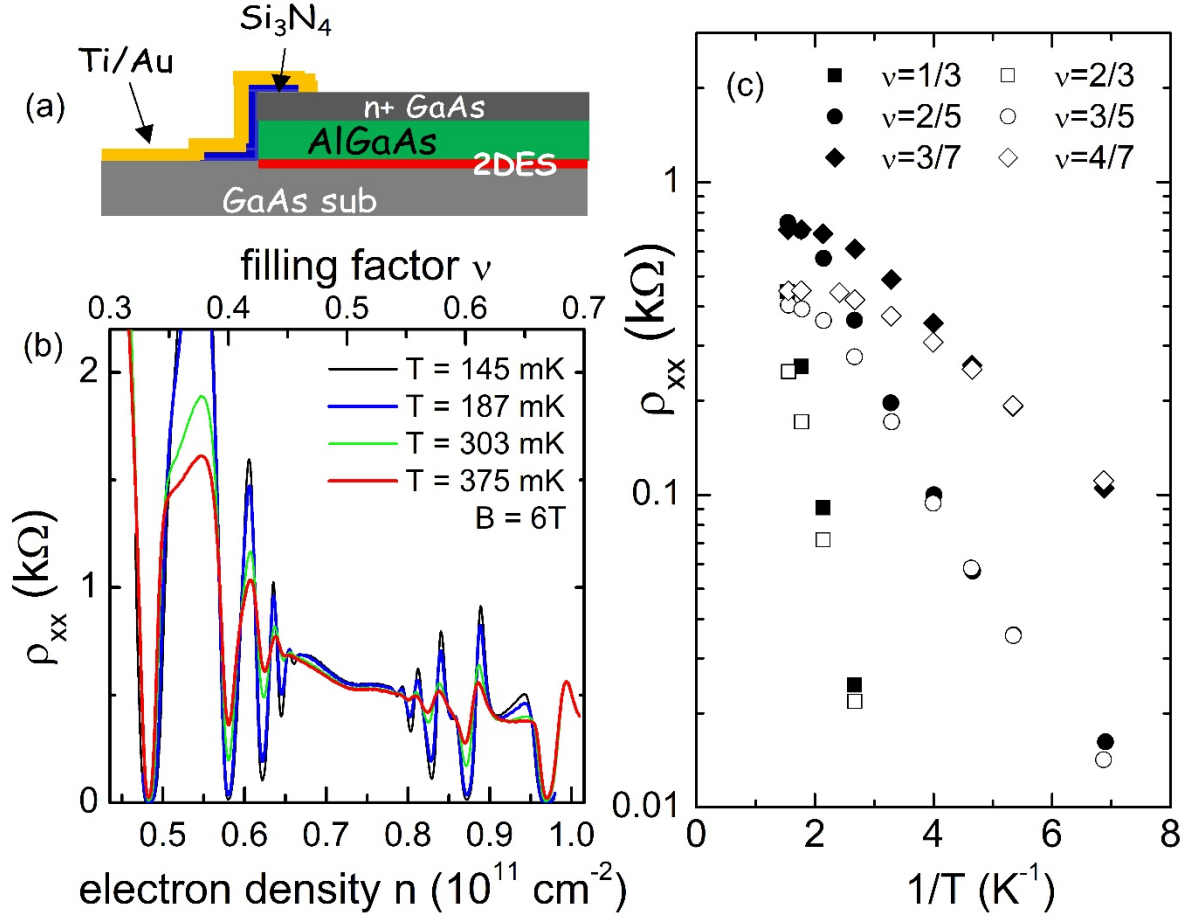 Si₃N₄
Ti/Au
(a)
n+ GaAs
AlGaAs
2DES
GaAs sub
filling factor ν
0.3 0.4 0.5 0.6 0.7
(b)
T = 145 mK
T = 187 mK
T = 303 mK
T = 375 mK
B = 6T
2
1
0
ρxx (kΩ)
0.5 0.6 0.7 0.8 0.9 1.0
electron density n (10¹¹ cm⁻²)
(c)
ν=1/3 ν=2/3
ν=2/5 ν=3/5
ν=3/7 ν=4/7
1
0.1
0.01
ρxx (kΩ)
0 2 4 6 8
1/T (K⁻¹)